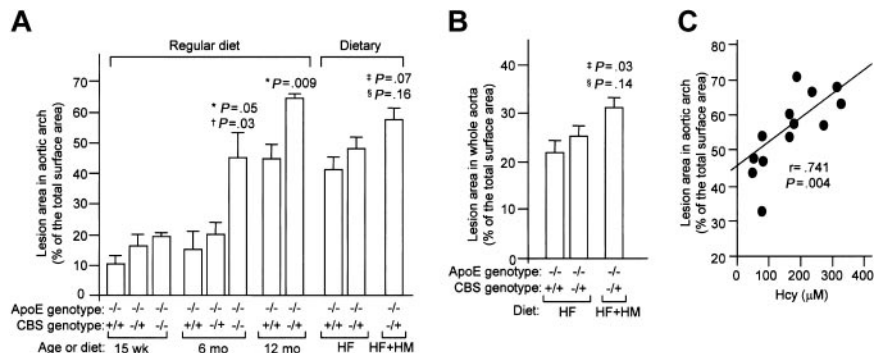 A
Regular diet
Dietary
Lesion area in aortic arch
(% of the total surface area)
70
60
50
40
30
20
10
0
* P=.05
† P=.03
* P=.009
‡ P=.07
§ P=.16
ApoE genotype: -/- -/- -/- -/- -/- -/- -/- -/- -/- -/- -/-
CBS genotype: +/+ -/+ -/- +/+ -/+ -/- +/+ -/+ +/+ -/+ -/+
Age or diet: 15 wk 6 mo 12 mo HF HF+HM
B
Lesion area in whole aorta
(% of the total surface area)
40
30
20
10
0
‡ P=.03
§ P=.14
ApoE genotype: -/- -/- -/-
CBS genotype: +/+ -/+ -/+
Diet: HF HF+HM
C
Lesion area in aortic arch
(% of the total surface area)
80
70
60
50
40
30
20
r= .741
P=.004
0 100 200 300 400
Hcy (μM)